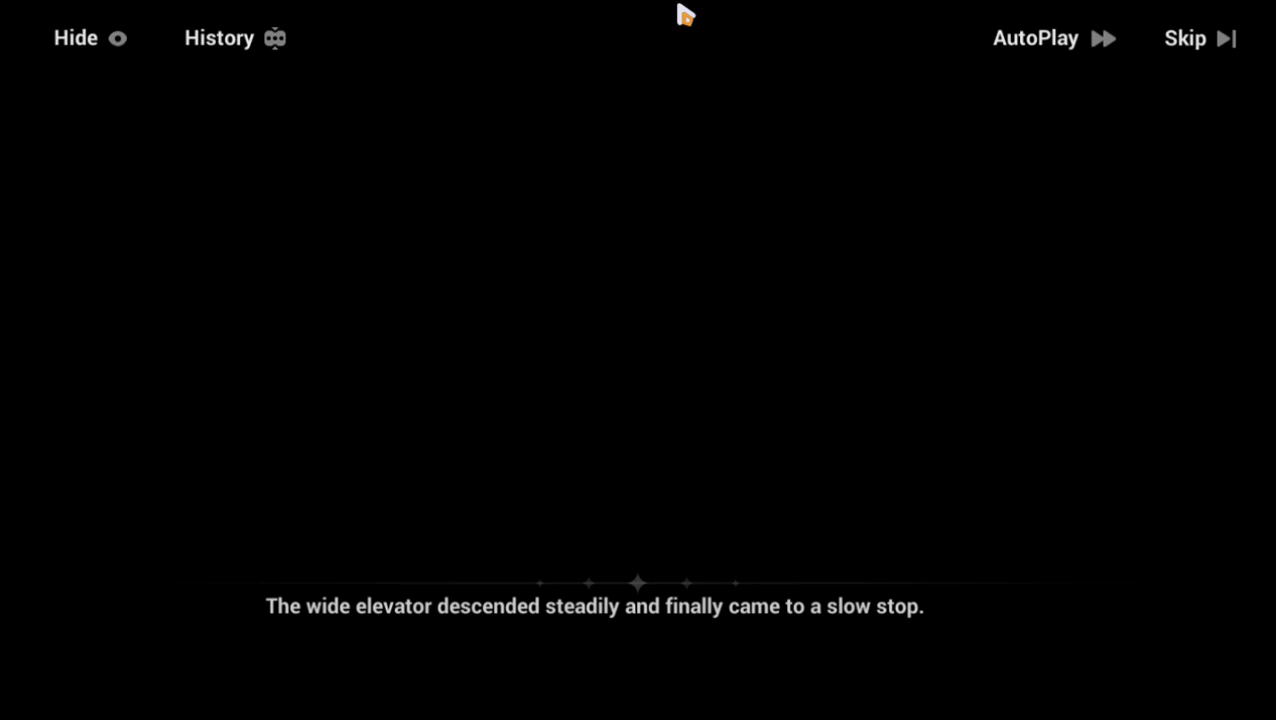 Hide
History
AutoPlay
Skip
The wide elevator descended steadily and finally came to a slow stop.